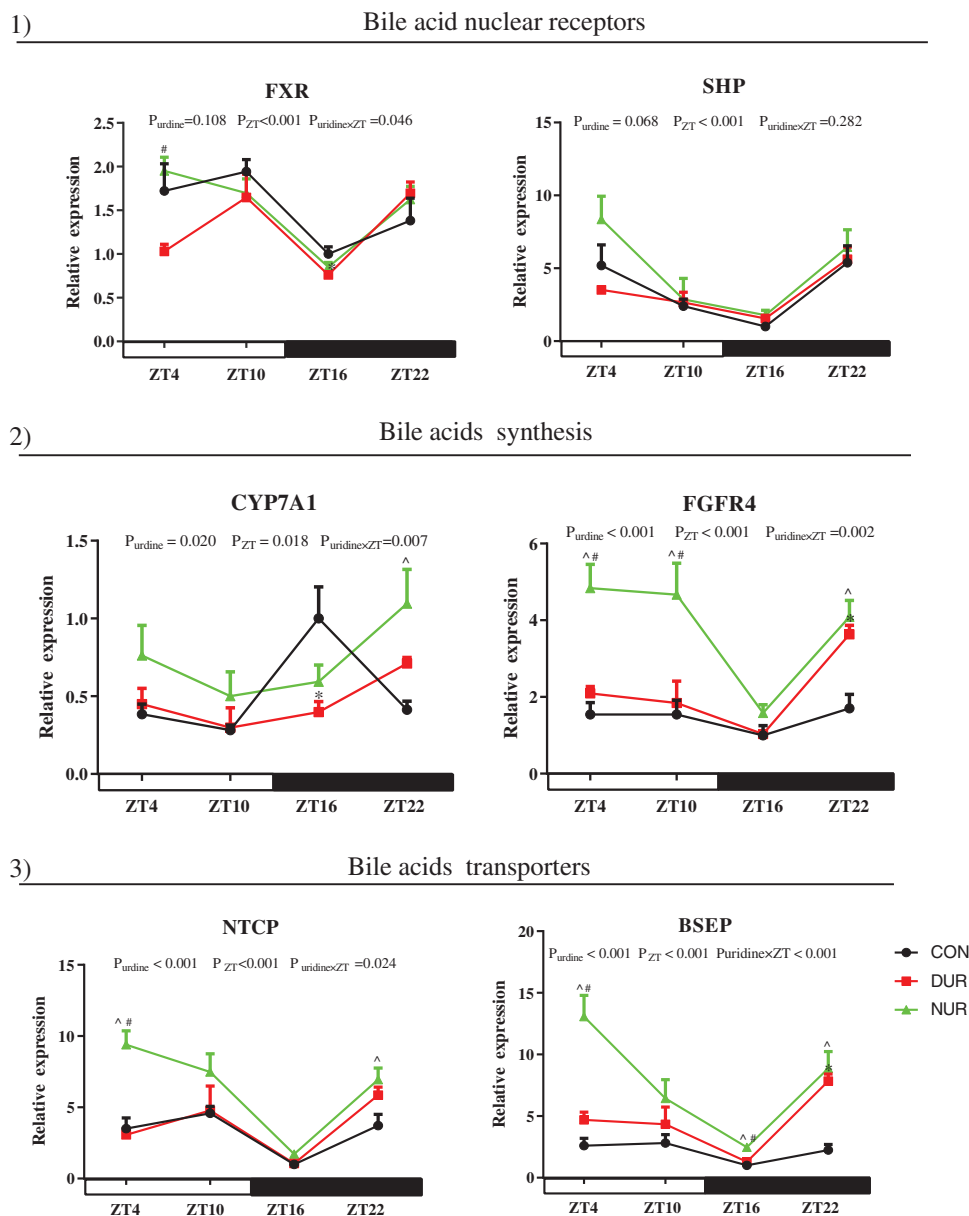 1) Bile acid nuclear receptors
FXR
P urdine=0.108 P ZT<0.001 P uridine×ZT =0.046
Relative expression
2.5
2.0
1.5
1.0
0.5
0.0
#
*
ZT4 ZT10 ZT16 ZT22
SHP
P urdine = 0.068 P ZT < 0.001 P uridine×ZT =0.282
Relative expression
15
10
5
0
ZT4 ZT10 ZT16 ZT22
2) Bile acids synthesis
CYP7A1
P urdine = 0.020 P ZT = 0.018 P uridine×ZT =0.007
Relative expression
1.5
1.0
0.5
0.0
^
*
ZT4 ZT10 ZT16 ZT22
FGFR4
P urdine < 0.001 P ZT < 0.001 P uridine×ZT =0.002
Relative expression
6
4
2
0
^ # ^ # ^
*
ZT4 ZT10 ZT16 ZT22
3) Bile acids transporters
NTCP
P urdine < 0.001 P ZT<0.001 P uridine×ZT =0.024
Relative expression
15
10
5
0
^ # ^
ZT4 ZT10 ZT16 ZT22
BSEP
P urdine < 0.001 P ZT < 0.001 Puridine×ZT < 0.001
Relative expression
20
15
10
5
0
^ # ^ # ^
*
ZT4 ZT10 ZT16 ZT22
CON
DUR
NUR